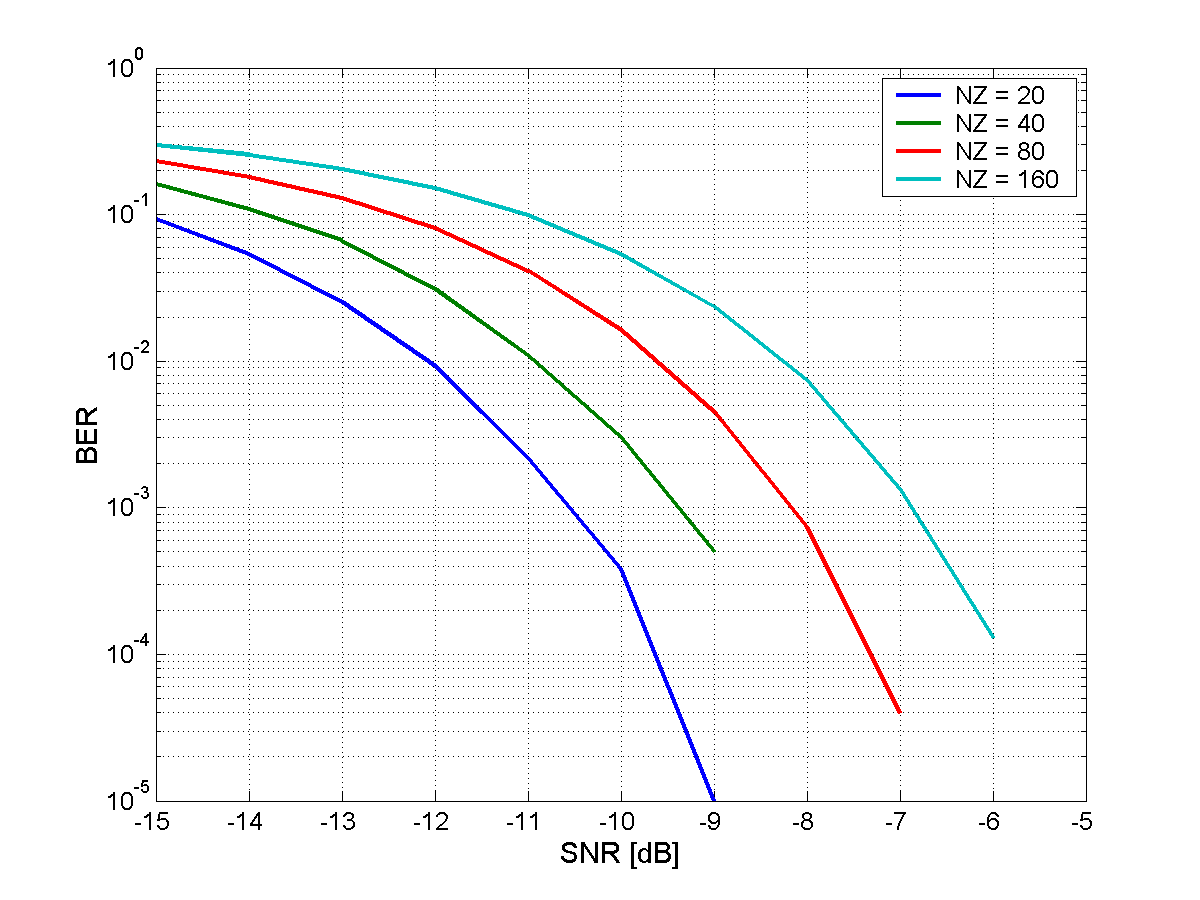 10^0
10^-1
10^-2
10^-3
10^-4
10^-5
BER
NZ = 20
NZ = 40
NZ = 80
NZ = 160
-15 -14 -13 -12 -11 -10 -9 -8 -7 -6 -5
SNR [dB]